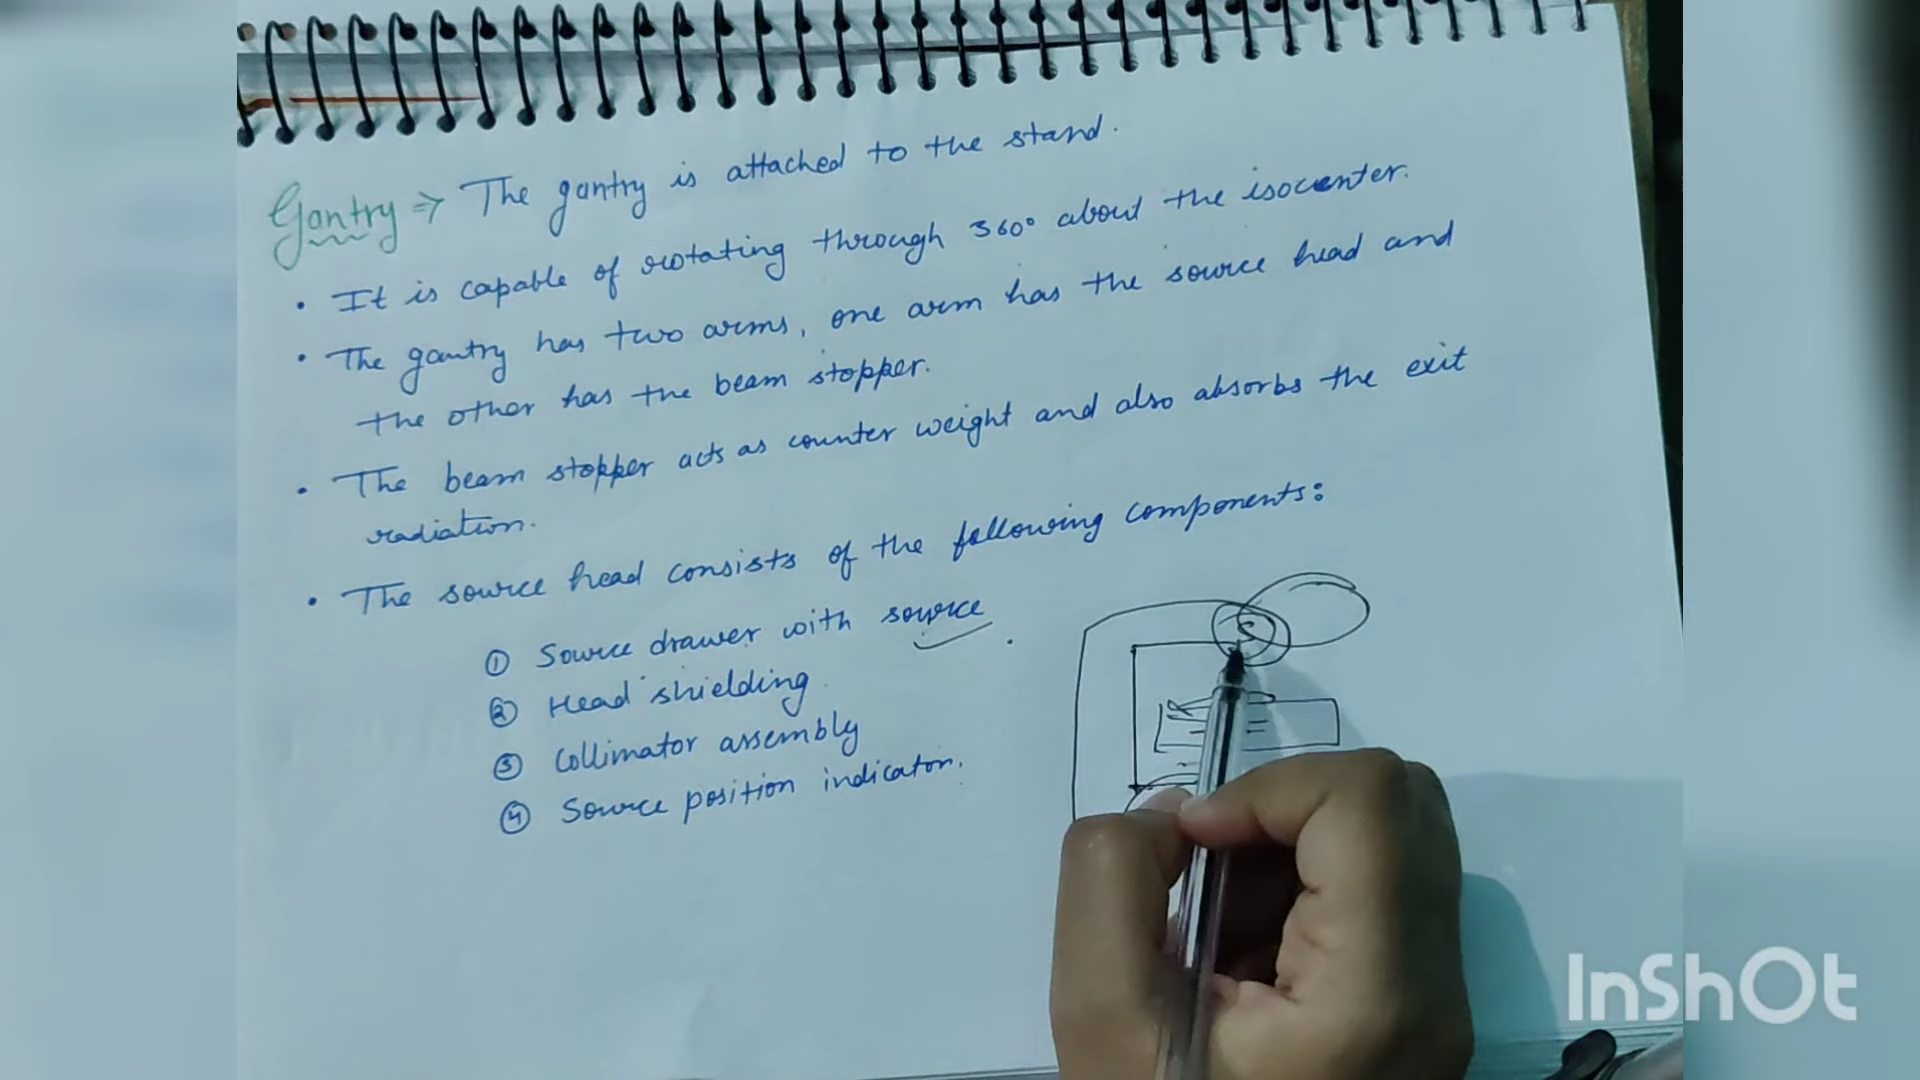 Gantry ⇒ The gantry is attached to the stand.
• It is capable of rotating through 360° about the isocenter.
• The gantry has two arms, one arm has the source head and
the other has the beam stopper.
• The beam stopper acts as counter weight and also absorbs the exit
radiation.
• The source head consists of the following components:
① Source drawer with source
② Head shielding
③ Collimator assembly
④ Source position indicator.
InShOt